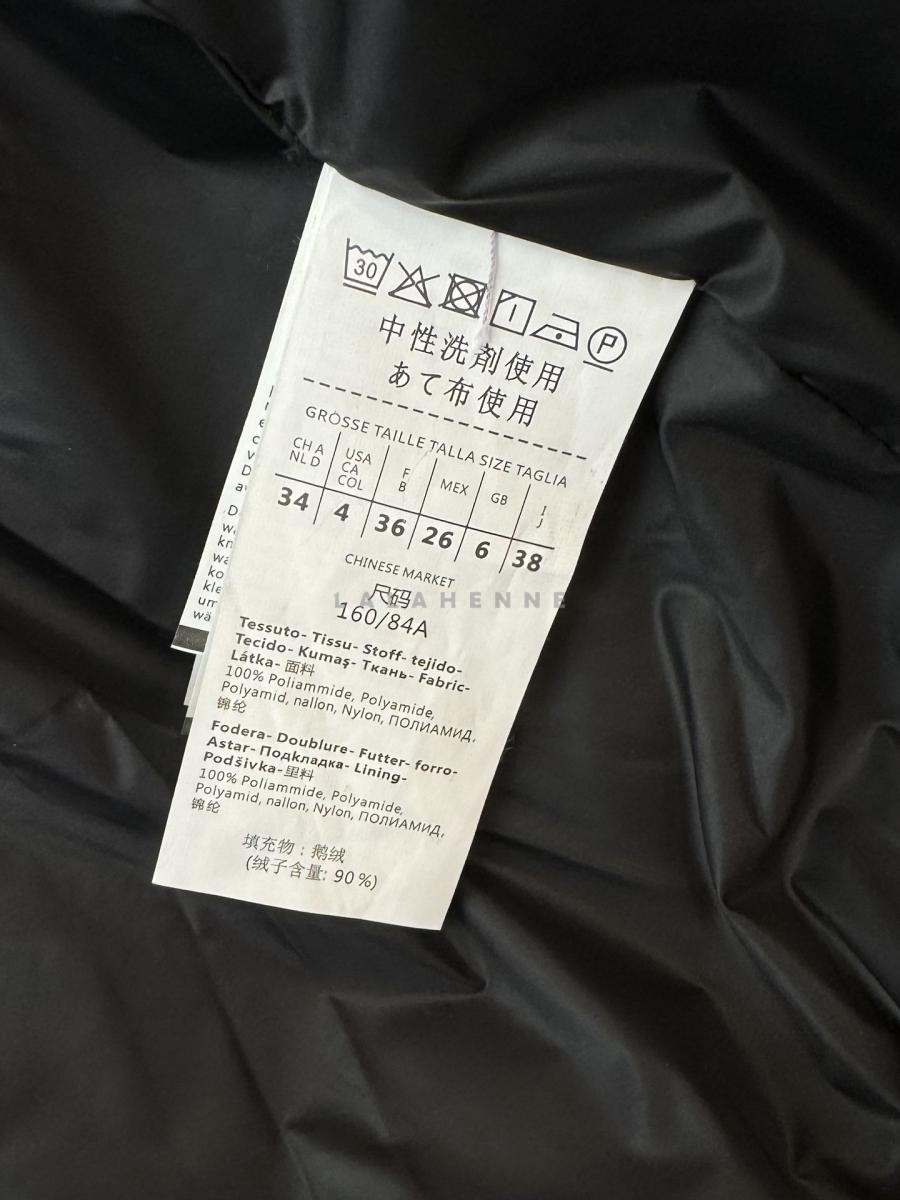 30
P
中性洗剤使用
あて布使用
GRÖSSE TAILLE TALLA SIZE TAGLIA
CH A NL D
USA CA COL
F B
MEX
GB
I J
34 4 36 26 6 38
CHINESE MARKET
尺码
LALAHENNE
160/84A
Tessuto- Tissu- Stoff- tejido-
Tecido- Kumaş- Ткань- Fabric-
Látka- 面料
100% Poliammide, Polyamide,
Polyamid, nallon, Nylon, ПОЛИАМИД,
锦纶
Fodera- Doublure- Futter- forro-
Astar- Подкладка- Lining-
Podšivka-里料
100% Poliammide, Polyamide,
Polyamid, nallon, Nylon, ПОЛИАМИД,
锦纶
填充物：鹅绒
(绒子含量: 90%)